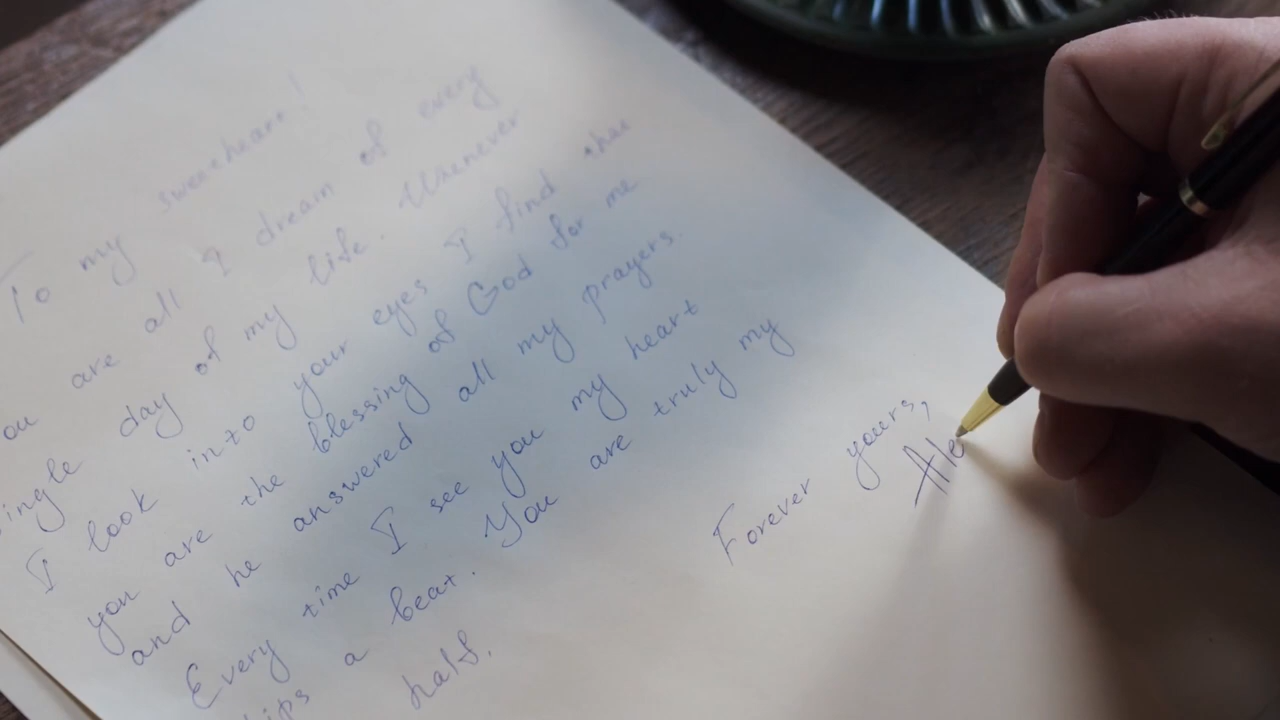 To my sweetheart!
ou are all I dream of every
ingle day of my life. Whenever
I look into your eyes I find that
you are the blessing of God for me
and he answered all my prayers.
Every time I see you my heart
ips a beat. You are truly my
half.
Forever yours,
Ale